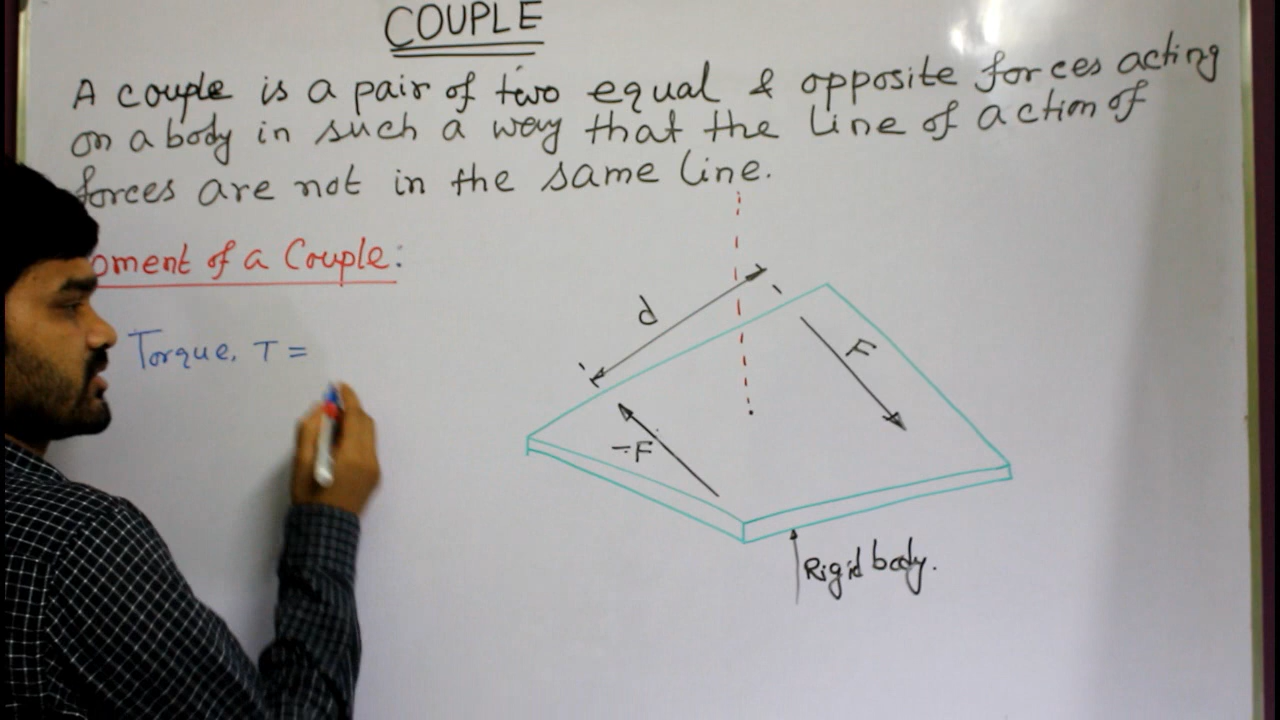 COUPLE
A couple is a pair of two equal & opposite forces acting
on a body in such a way that the line of action of
forces are not in the same line.
oment of a Couple:
Torque, T =
d
F
-F
Rigid body.